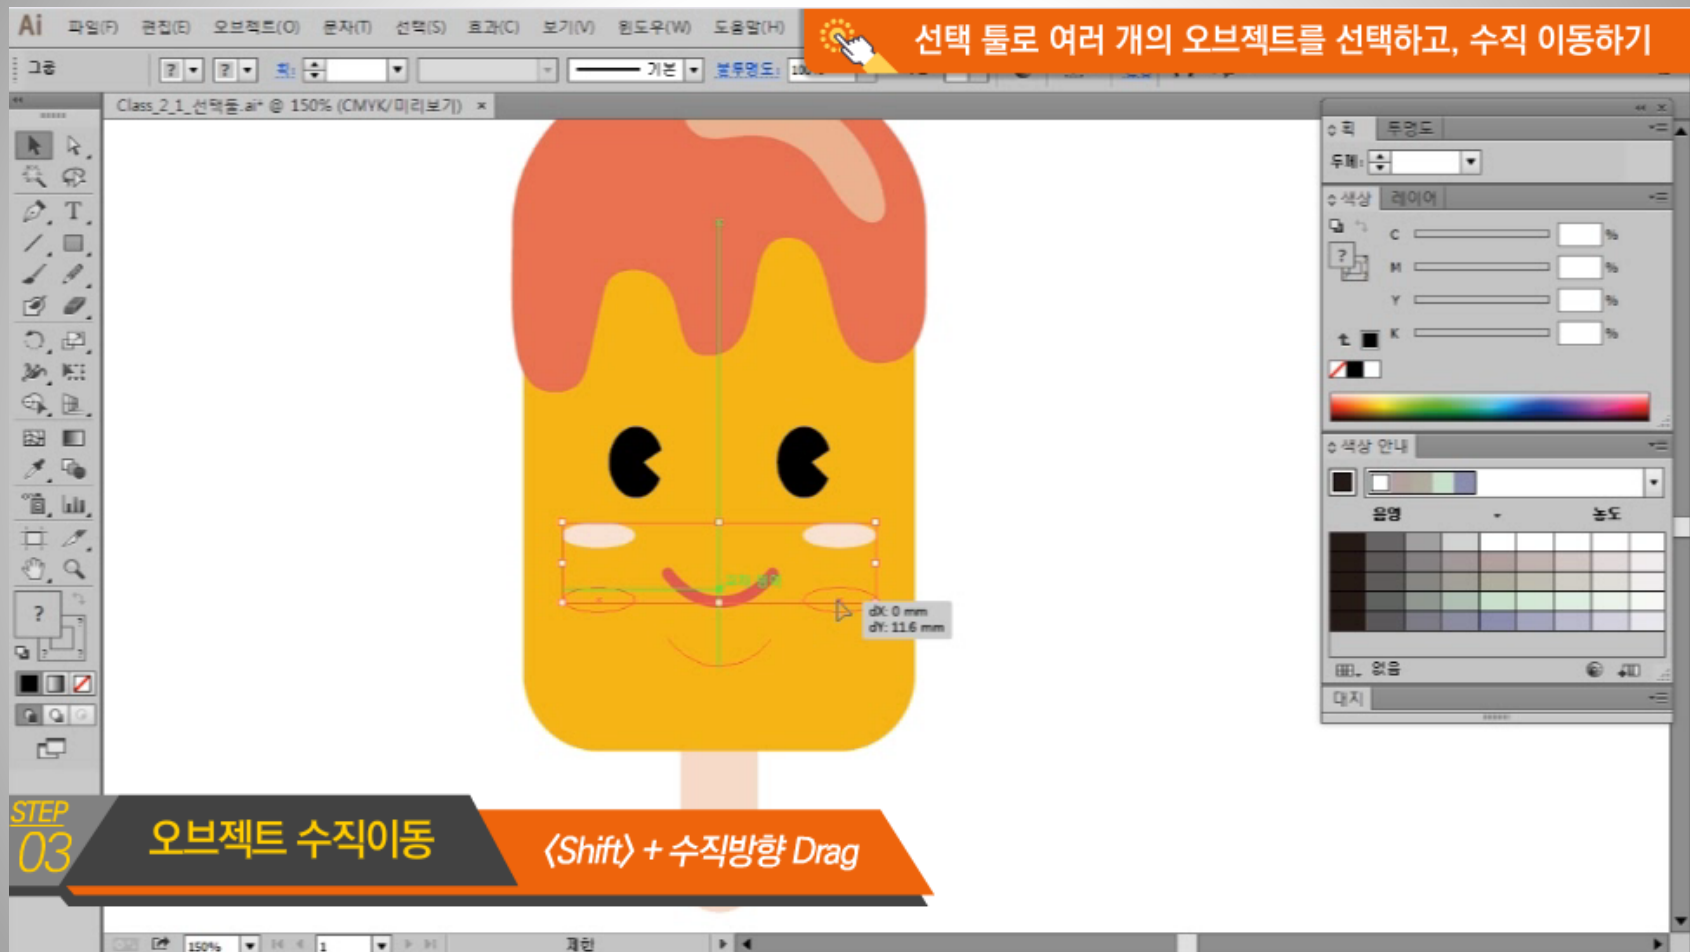 선택 툴로 여러 개의 오브젝트를 선택하고, 수직 이동하기
Ai 파일(F) 편집(E) 오브젝트(O) 문자(T) 선택(S) 효과(C) 보기(V) 윈도우(W) 도움말(H)
그룹 ? ? 획: 기본 불투명도:
Class_2_1_선택툴.ai* @ 150% (CMYK/미리보기) ×
획 투명도
두께:
색상 레이어
C %
? M %
Y %
K %
색상 안내
음영 농도
없음
대지
T
?
dX: 0 mm
dY: 11.6 mm
STEP
03
오브젝트 수직이동
〈Shift〉 + 수직방향 Drag
150% 1 제한